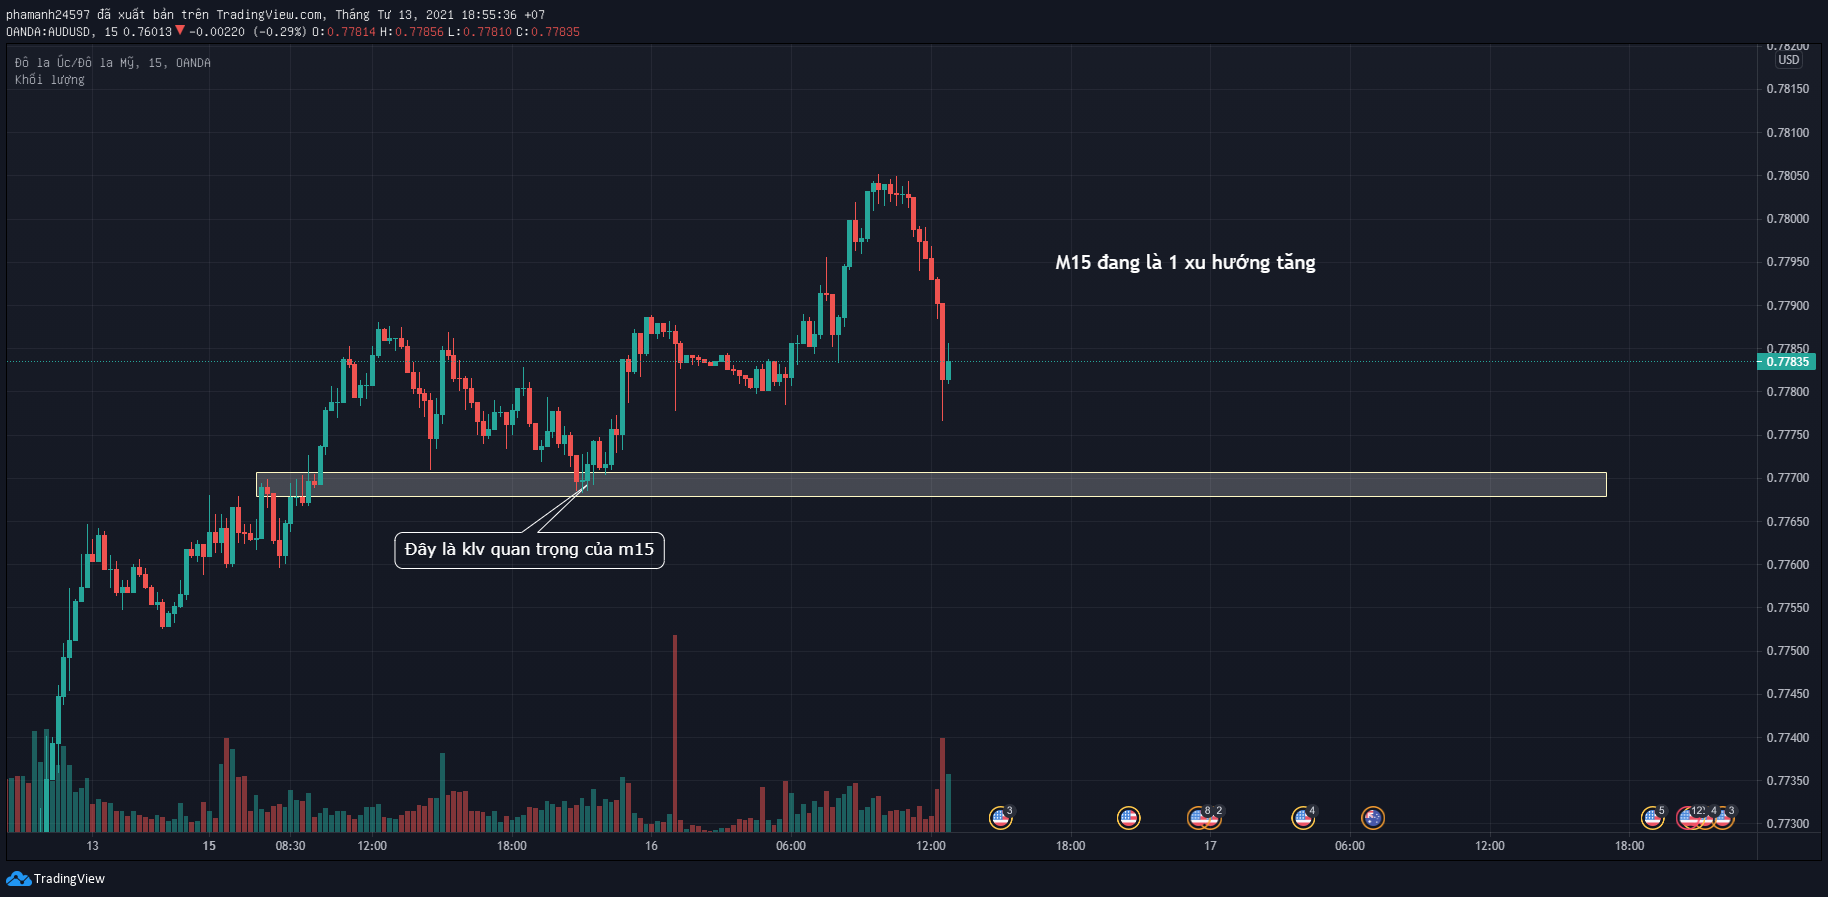 phamanh24597 đã xuất bản trên TradingView.com, Tháng Tư 13, 2021 18:55:36 +07
OANDA:AUDUSD, 15 0.76013 ▼ −0.00220 (−0.29%) O:0.77814 H:0.77856 L:0.77810 C:0.77835
Đô la Úc/Đô la Mỹ, 15, OANDA
Khối lượng
0.78200
USD
0.78150
0.78100
0.78050
0.78000
0.77950
0.77900
0.77850
0.77835
0.77800
0.77750
0.77700
0.77650
0.77600
0.77550
0.77500
0.77450
0.77400
0.77350
0.77300
M15 đang là 1 xu hướng tăng
Đây là klv quan trọng của m15
3
8 2
4
5
12 4 3
13 15 08:30 12:00 18:00 16 06:00 12:00 18:00 17 06:00 12:00 18:00
TradingView